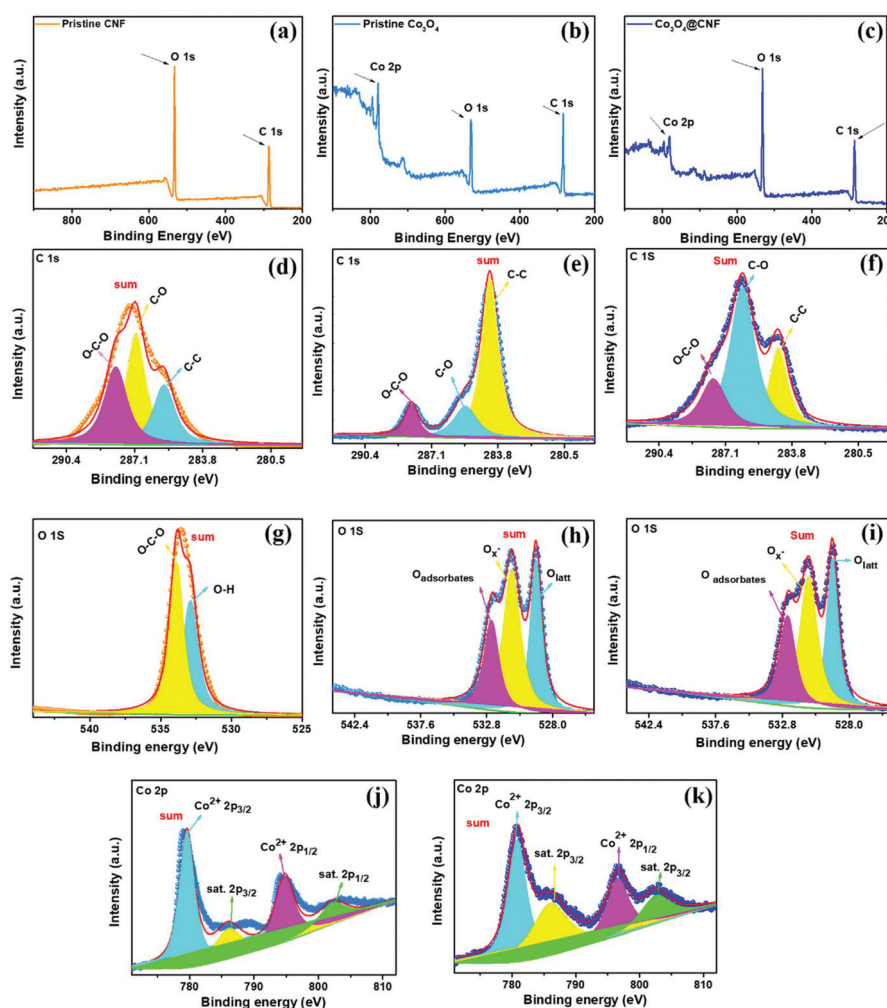 Pristine CNF
(a)
O 1s
C 1s
Intensity (a.u.)
800 600 400 200
Binding Energy (eV)
Pristine Co₃O₄
(b)
Co 2p
O 1s
C 1s
Intensity (a.u.)
900 800 700 600 500 400 300 200
Binding Energy (eV)
Co₃O₄@CNF
(c)
O 1s
Co 2p
C 1s
Intensity (a.u.)
800 600 400 200
Binding Energy (eV)
C 1s
(d)
sum
C-O
O-C-O
C-C
Intensity (a.u.)
290.4 287.1 283.8 280.5
Binding energy (eV)
C 1s
(e)
sum
C-C
O-C-O
C-O
Intensity (a.u.)
290.4 287.1 283.8 280.5
Binding energy (eV)
C 1S
(f)
Sum
C-O
C-C
O-C-O
Intensity (a.u.)
290.4 287.1 283.8 280.5
Binding energy (eV)
O 1S
(g)
O-C-O
sum
O-H
Intensity (a.u.)
540 535 530 525
Binding energy (eV)
O 1S
(h)
sum
Oₓ⁻
O adsorbates
O latt
Intensity (a.u.)
542.4 537.6 532.8 528.0
Binding energy (eV)
O 1S
(i)
Sum
Oₓ⁻
O adsorbates
O latt
Intensity (a.u.)
542.4 537.6 532.8 528.0
Binding energy (eV)
Co 2p
(j)
Co²⁺ 2p3/2
sum
Co²⁺ 2p1/2
sat. 2p3/2
sat. 2p1/2
Intensity (a.u.)
780 790 800 810
Binding energy (eV)
Co 2p
(k)
Co²⁺ 2p3/2
sum
sat. 2p3/2
Co²⁺ 2p1/2
sat. 2p3/2
Intensity (a.u.)
780 790 800 810
Binding energy (eV)